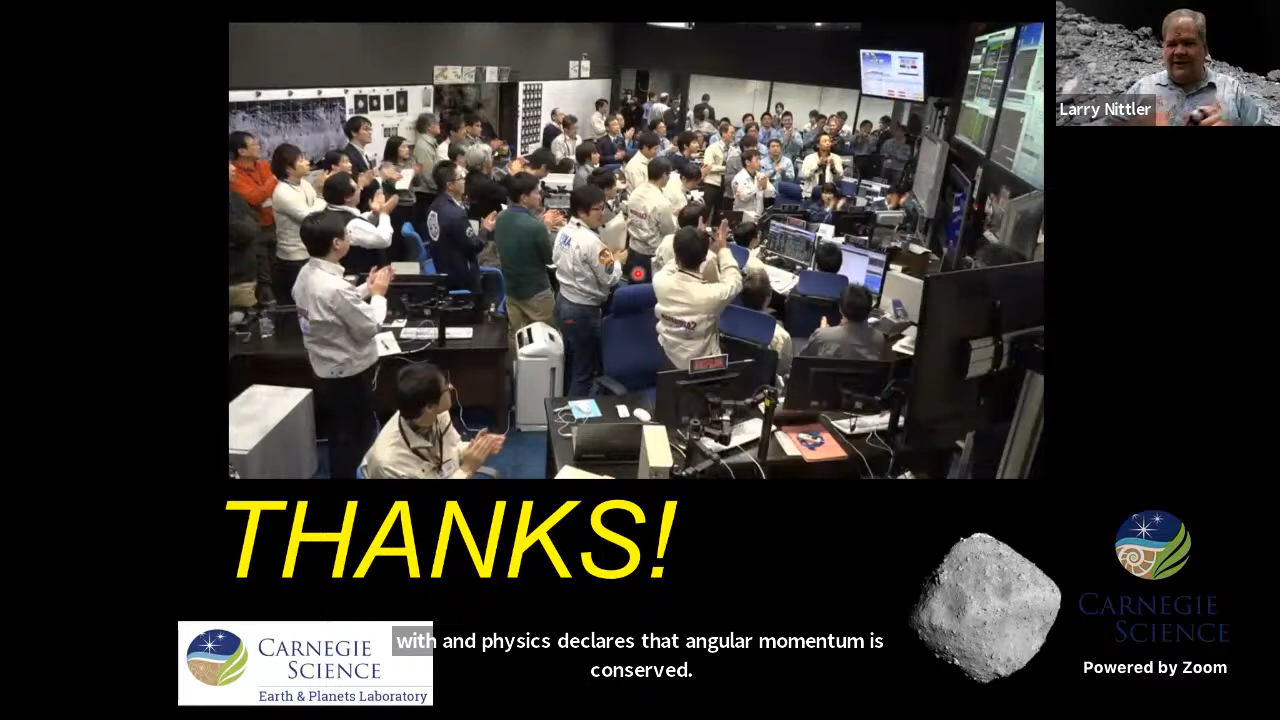 Larry Nittler
THANKS!
CARNEGIE
SCIENCE
Earth & Planets Laboratory
with and physics declares that angular momentum is
conserved.
CARNEGIE
SCIENCE
Powered by Zoom